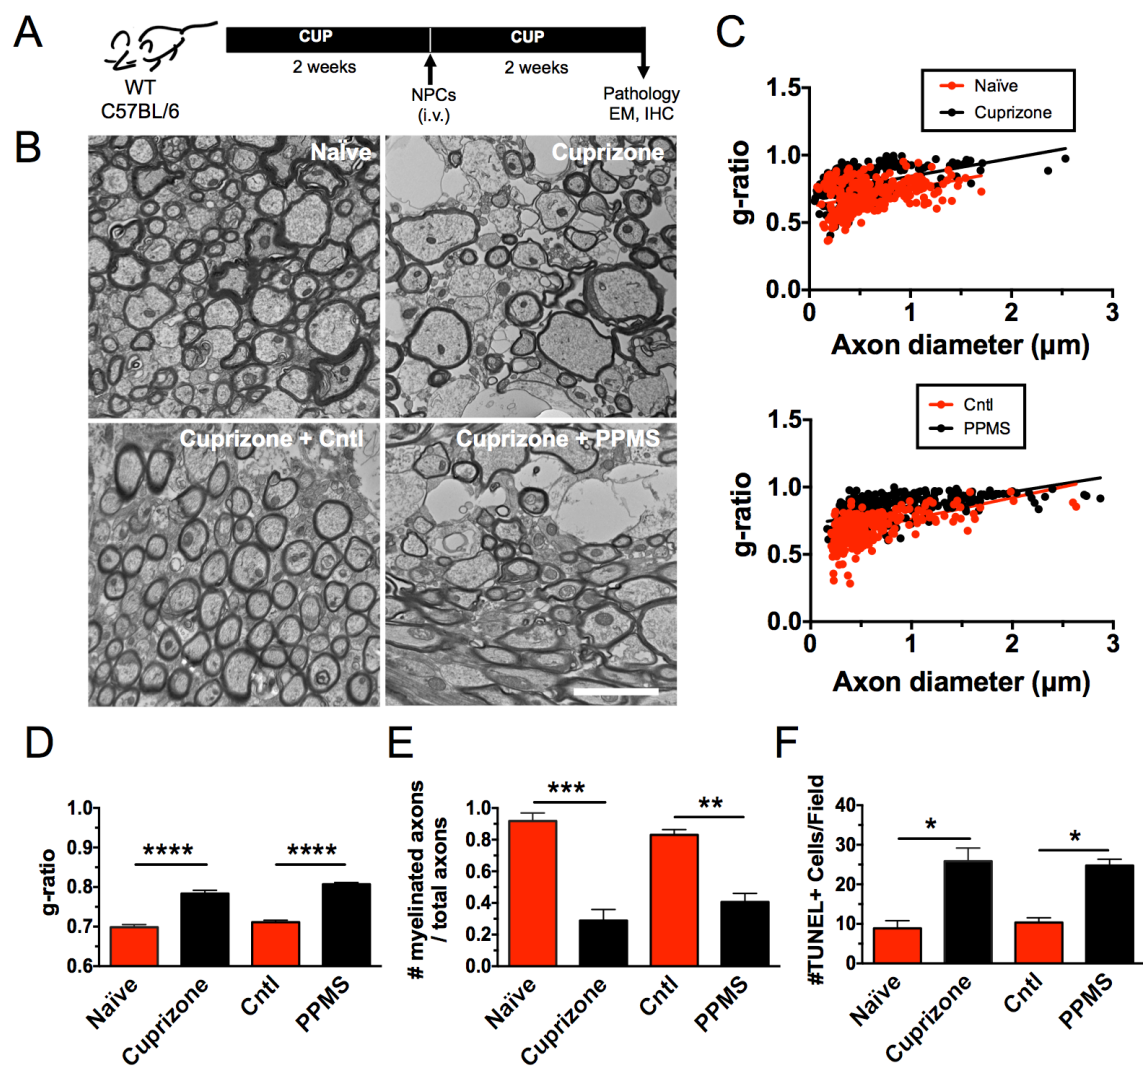 A
CUP
CUP
2 weeks
2 weeks
WT
C57BL/6
NPCs
(i.v.)
Pathology
EM, IHC
B
Naïve
Cuprizone
Cuprizone + Cntl
Cuprizone + PPMS
C
Naïve
Cuprizone
1.5
1.0
0.5
0.0
g-ratio
0
1
2
3
Axon diameter (µm)
Cntl
PPMS
1.5
1.0
0.5
0.0
g-ratio
0
1
2
3
Axon diameter (µm)
D
g-ratio
1.0
0.9
0.8
0.7
0.6
****
****
Naïve
Cuprizone
Cntl
PPMS
E
# myelinated axons
/ total axons
1.0
0.8
0.6
0.4
0.2
0.0
***
**
Naïve
Cuprizone
Cntl
PPMS
F
#TUNEL+ Cells/Field
40
30
20
10
0
*
*
Naïve
Cuprizone
Cntl
PPMS